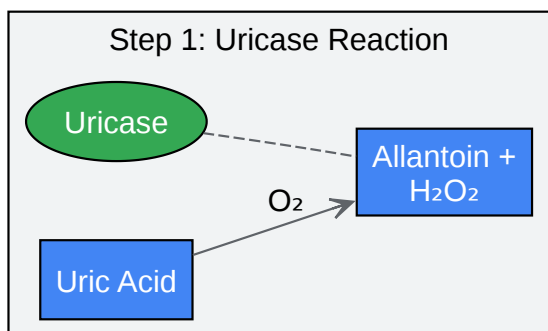 Step 1: Uricase Reaction
Uricase
Allantoin +
H₂O₂
O₂
Uric Acid